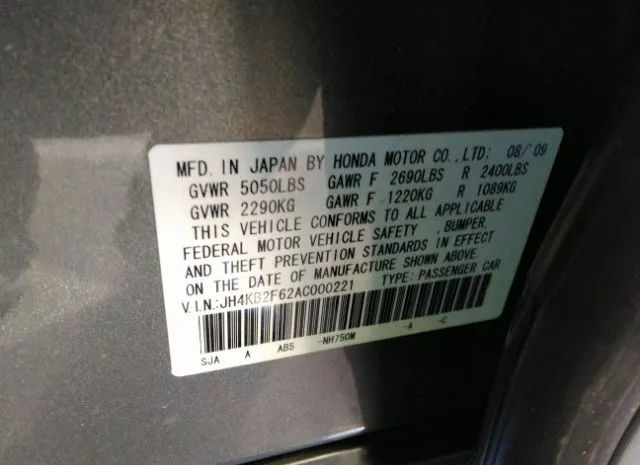 MFD. IN JAPAN BY HONDA MOTOR CO.,LTD: 08/'09
GVWR 5050LBS GAWR F 2690LBS R 2400LBS
GVWR 2290KG GAWR F 1220KG R 1089KG
THIS VEHICLE CONFORMS TO ALL APPLICABLE
FEDERAL MOTOR VEHICLE SAFETY ,BUMPER,
AND THEFT PREVENTION STANDARDS IN EFFECT
ON THE DATE OF MANUFACTURE SHOWN ABOVE.
V.I.N:JH4KB2F62AC000221 TYPE: PASSENGER CAR
SJA A AB5 -NH750M -A -C